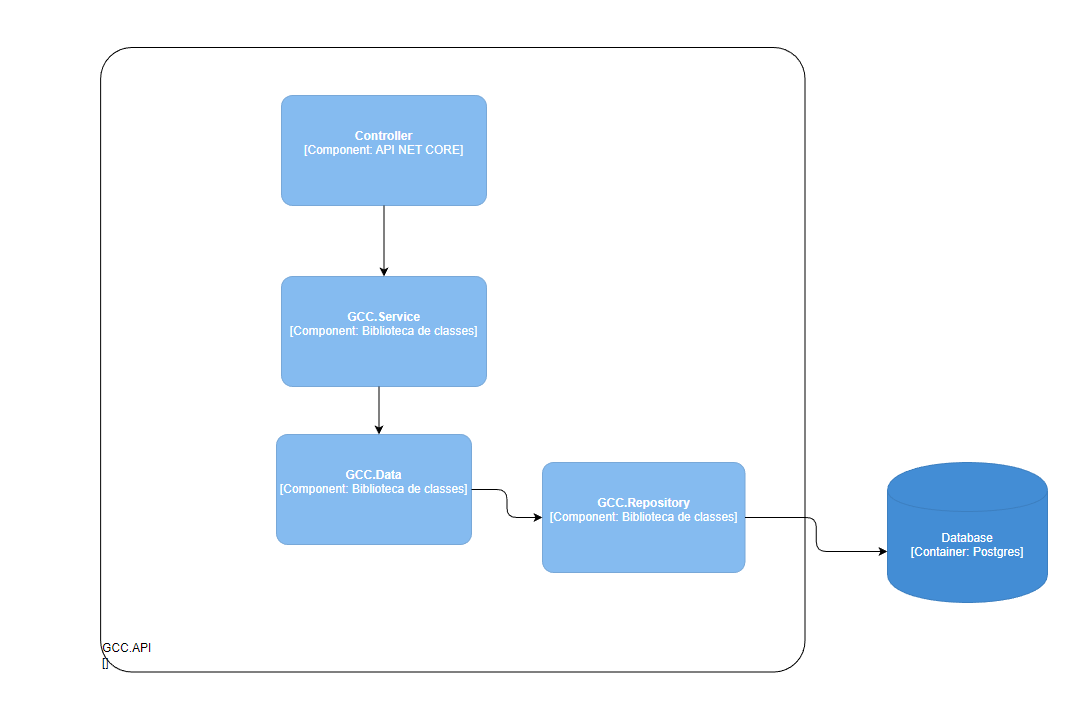 Controller
[Component: API NET CORE]
GCC.Service
[Component: Biblioteca de classes]
GCC.Data
[Component: Biblioteca de classes]
GCC.Repository
[Component: Biblioteca de classes]
Database
[Container: Postgres]
GCC.API
[]